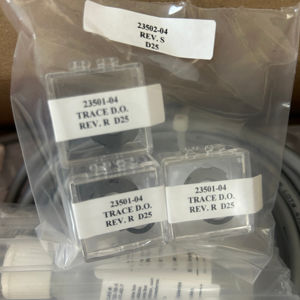 23502-04
REV. S
D25
23501-04
TRACE D.O.
REV. R D25
23501-04
TRACE D.O.
REV. R D25
23501-04
TRACE D.O.
REV. R D25